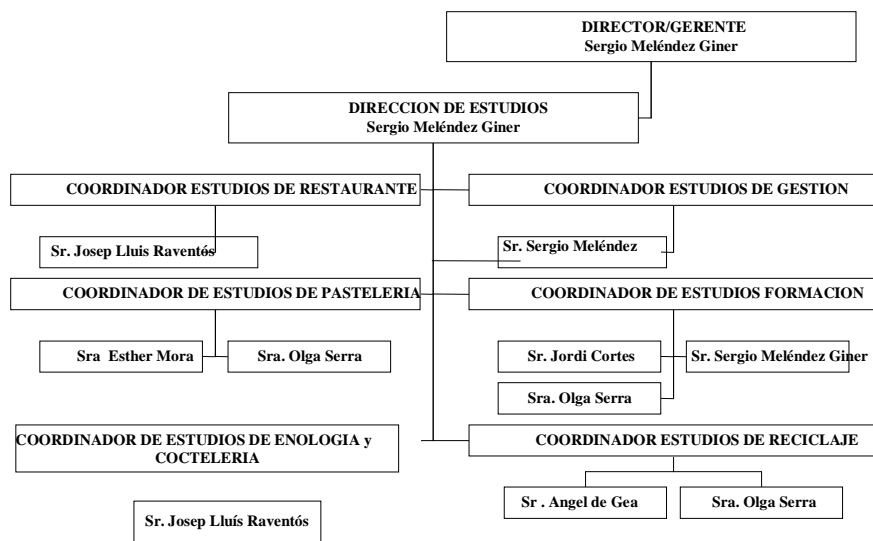 DIRECTOR/GERENTE
Sergio Meléndez Giner
DIRECCION DE ESTUDIOS
Sergio Meléndez Giner
COORDINADOR ESTUDIOS DE RESTAURANTE
COORDINADOR ESTUDIOS DE GESTION
Sr. Josep Lluis Raventós
Sr. Sergio Meléndez
COORDINADOR DE ESTUDIOS DE PASTELERIA
COORDINADOR DE ESTUDIOS FORMACION
Sra Esther Mora
Sra. Olga Serra
Sr. Jordi Cortes
Sr. Sergio Meléndez Giner
Sra. Olga Serra
COORDINADOR DE ESTUDIOS DE ENOLOGIA y
COCTELERIA
COORDINADOR ESTUDIOS DE RECICLAJE
Sr . Angel de Gea
Sra. Olga Serra
Sr. Josep Lluís Raventós